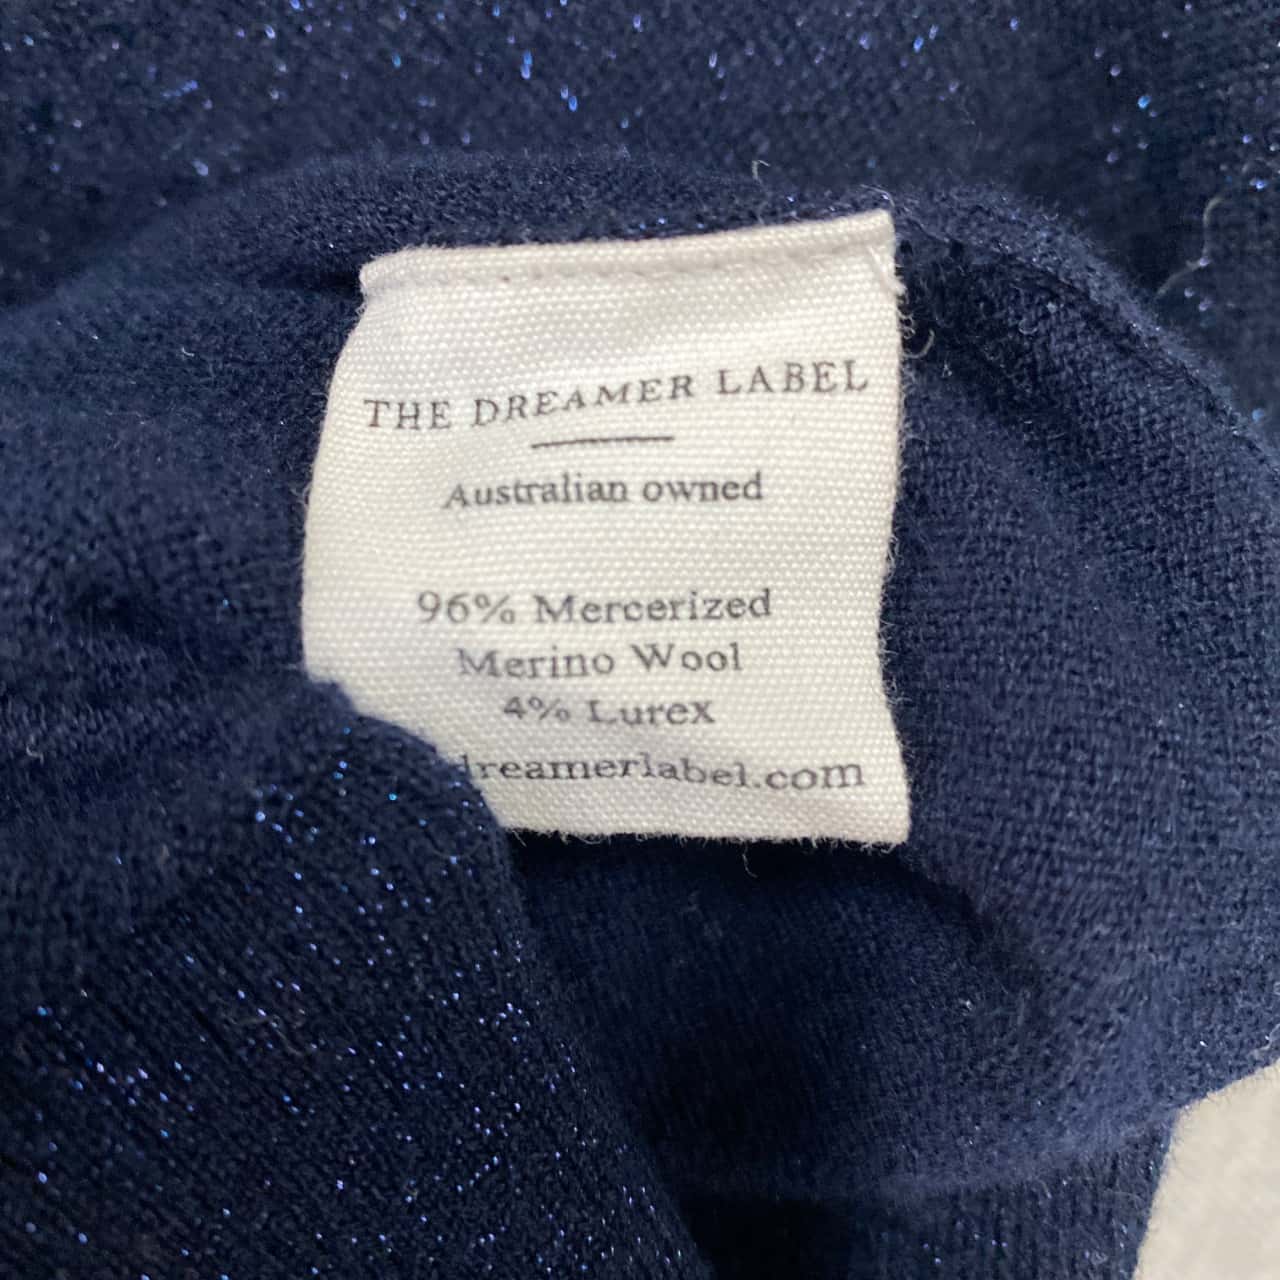 THE DREAMER LABEL
Australian owned
96% Mercerized
Merino Wool
4% Lurex
dreamerlabel.com